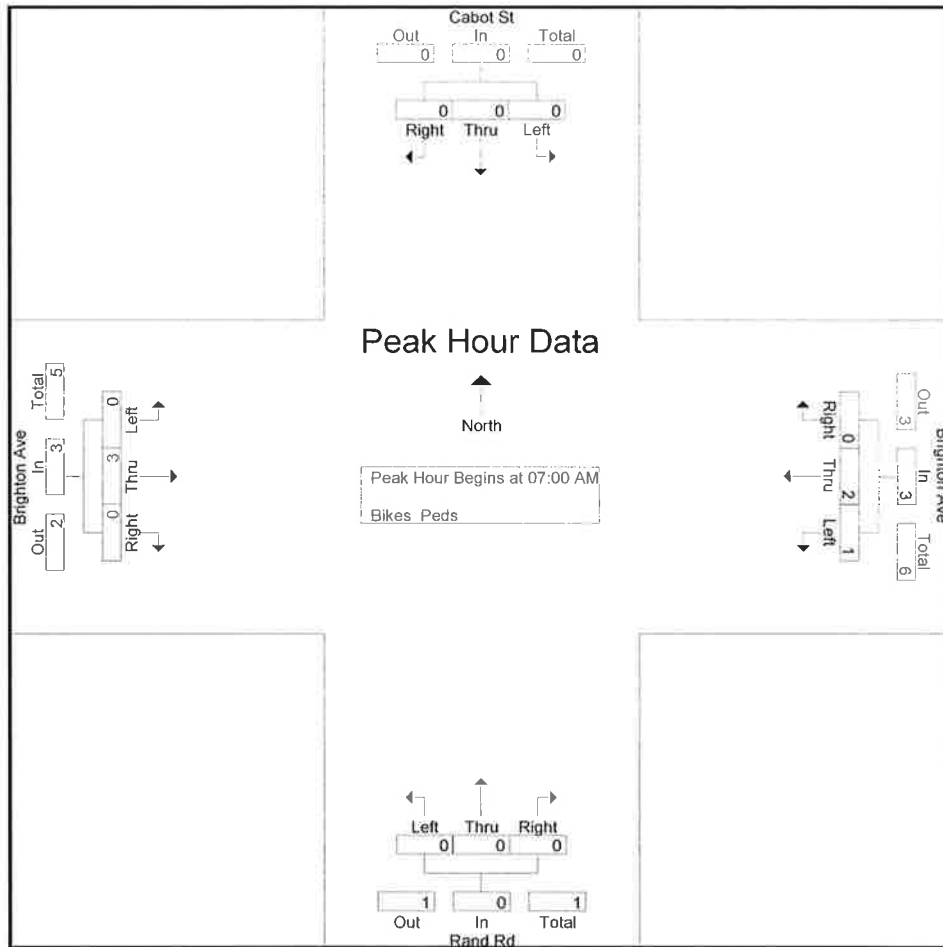 Cabot St
Out In Total
0 0 0
0 0 0
Right Thru Left
Peak Hour Data
North
Peak Hour Begins at 07:00 AM
Bikes Peds
Brighton Ave
Out In Total
2 3 5
Left Thru Right
0 3 0
Brighton Ave
Out In Total
3 3 6
Right Thru Left
0 2 1
Left Thru Right
0 0 0
1 0 1
Out In Total
Rand Rd